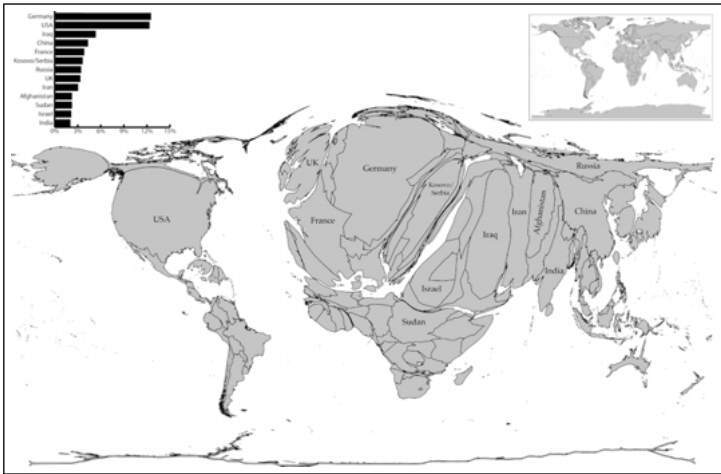 Germany
USA
Iraq
China
France
Kosovo/Serbia
Russia
UK
Iran
Afghanistan
Sudan
Israel
India
0% 3% 6% 9% 12% 15%
UK
Germany
Russia
Kosovo/
Serbia
USA
France
Iraq
Iran
Afghanistan
China
India
Israel
Sudan